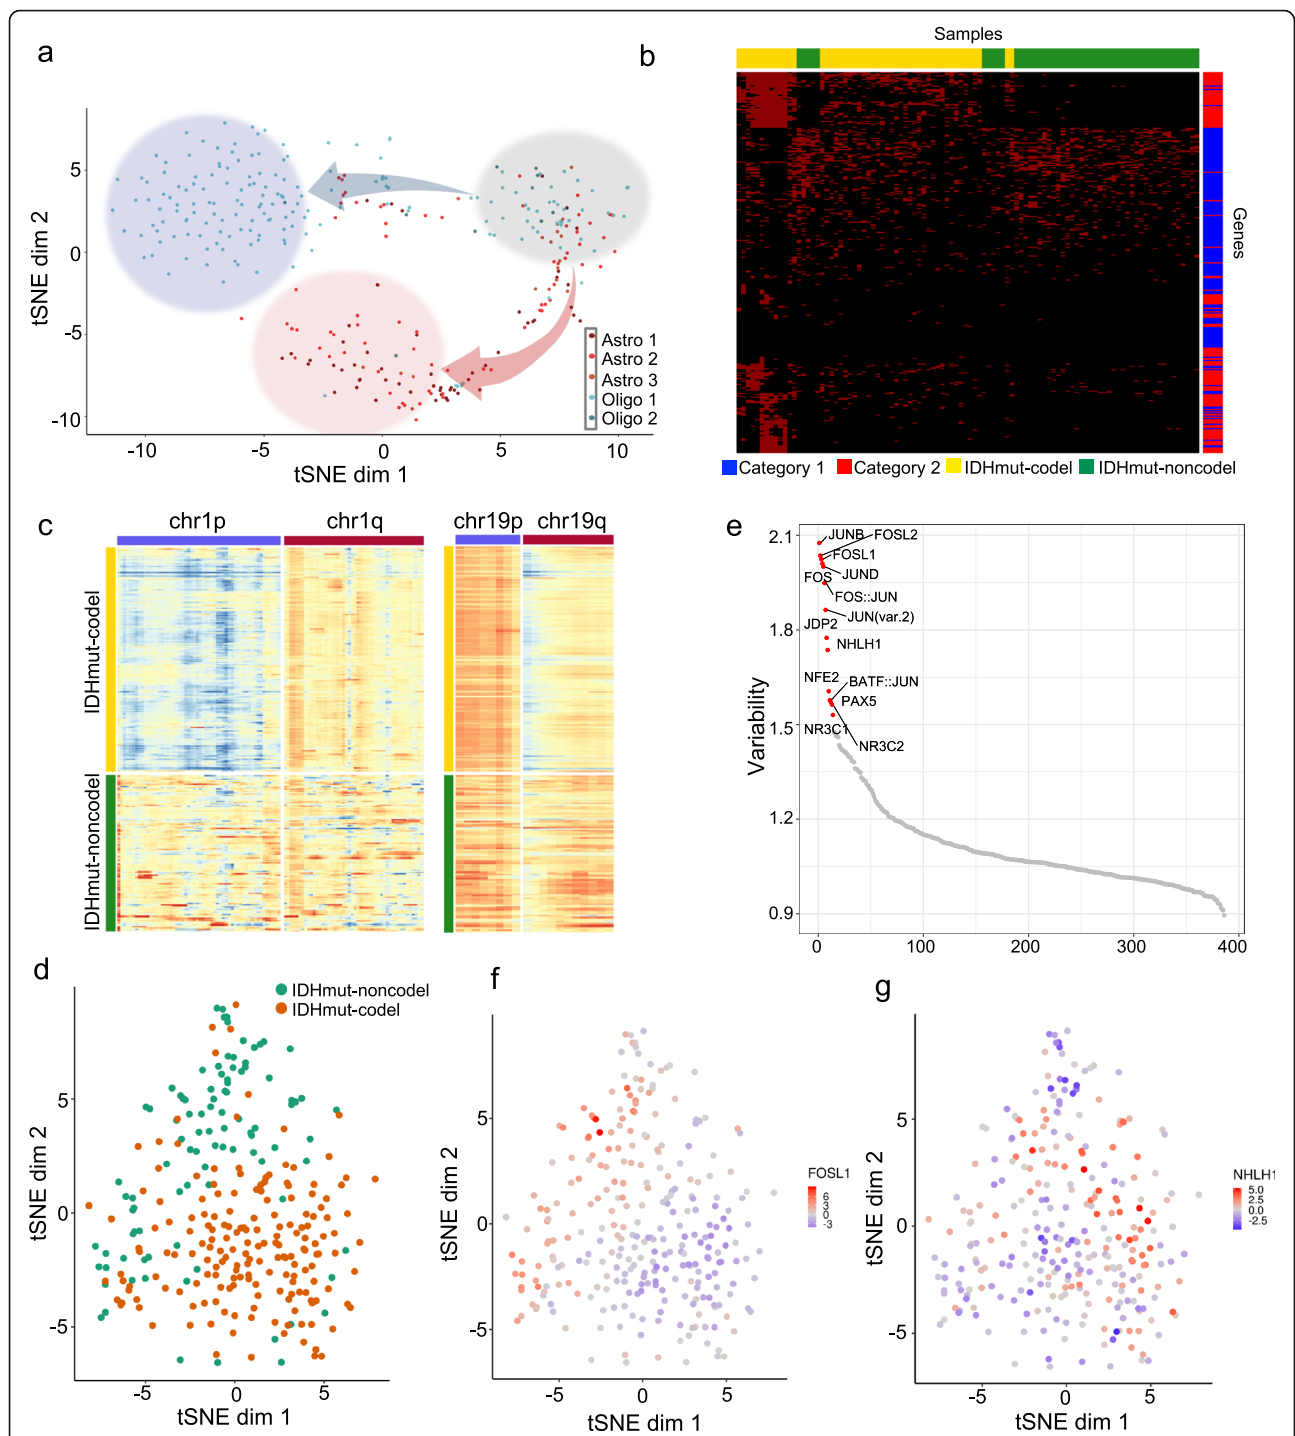 a
tSNE dim 2
5
0
-5
-10
-10
-5
0
5
10
tSNE dim 1
Astro 1
Astro 2
Astro 3
Oligo 1
Oligo 2
b
Samples
Genes
Category 1
Category 2
IDHmut-codel
IDHmut-noncodel
c
chr1p
chr1q
chr19p
chr19q
IDHmut-codel
IDHmut-noncodel
e
Variability
2.1
1.8
1.5
1.2
0.9
0
100
200
300
400
JUNB
FOSL2
FOSL1
JUND
FOS
FOS::JUN
JUN(var.2)
JDP2
NHLH1
NFE2
BATF::JUN
PAX5
NR3C1
NR3C2
d
IDHmut-noncodel
IDHmut-codel
tSNE dim 2
5
0
-5
-5
0
5
tSNE dim 1
f
tSNE dim 2
5
0
-5
-5
0
5
tSNE dim 1
FOSL1
6
3
0
-3
g
tSNE dim 2
5
0
-5
-5
0
5
tSNE dim 1
NHLH1
5.0
2.5
0.0
-2.5